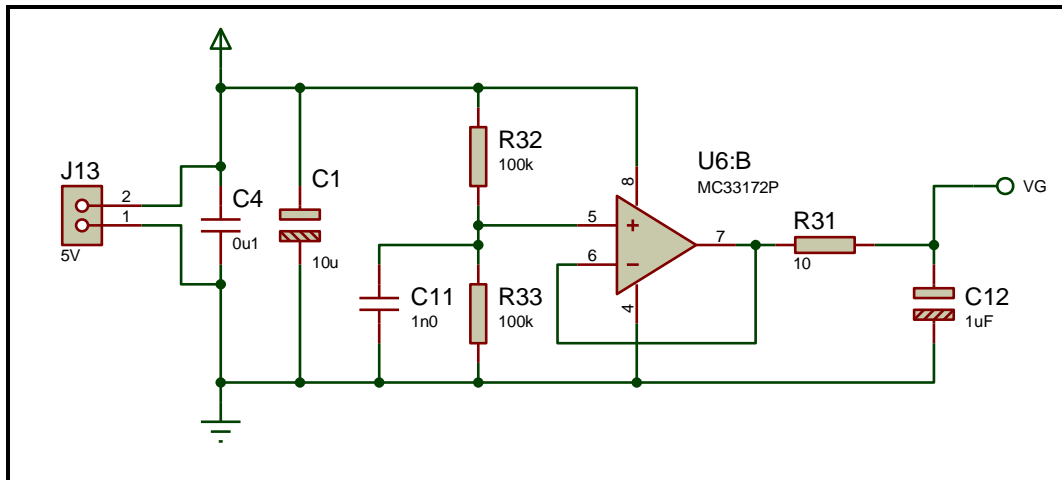 J13
2
1
5V
C4
0u1
C1
10u
R32
100k
C11
1n0
R33
100k
U6:B
MC33172P
8
5
6
7
4
+
−
R31
10
VG
C12
1uF